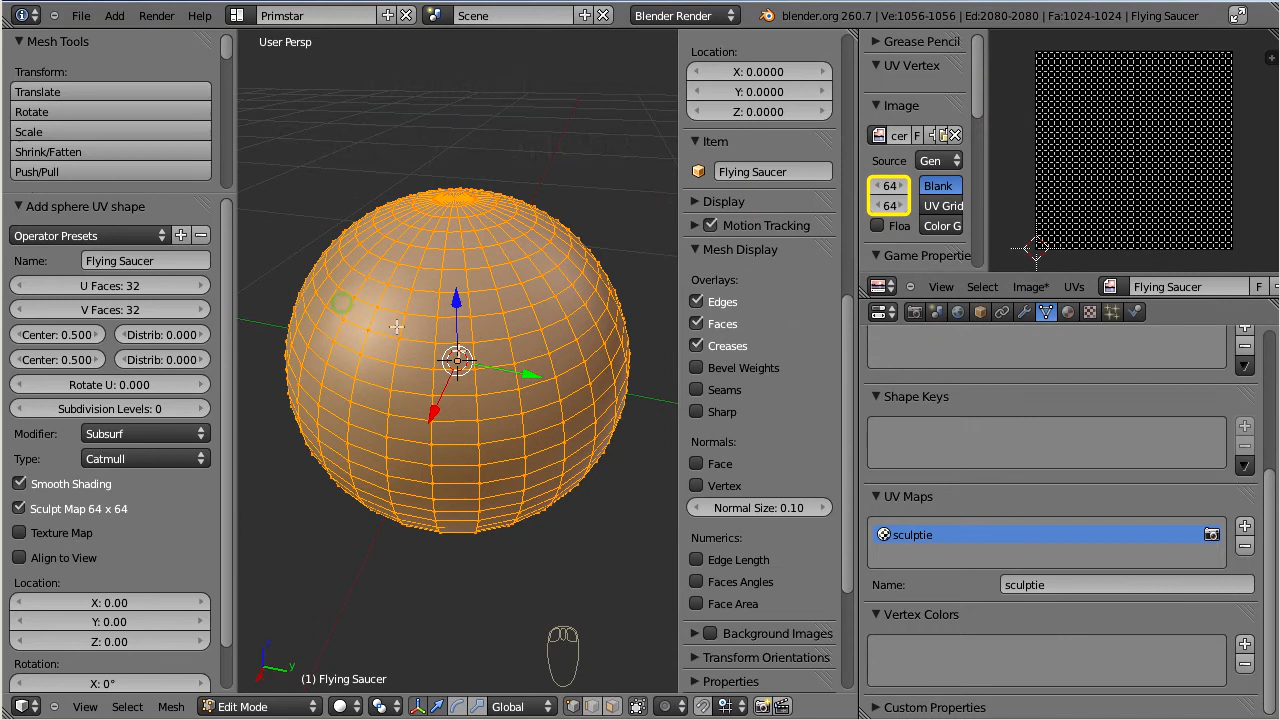 File Add Render Help Primstar Scene Blender Render blender.org 260.7 | Ve:1056-1056 | Ed:2080-2080 | Fa:1024-1024 | Flying Saucer
Mesh Tools
Transform:
Translate
Rotate
Scale
Shrink/Fatten
Push/Pull
Add sphere UV shape
Operator Presets
Name: Flying Saucer
U Faces: 32
V Faces: 32
Center: 0.500 Distrib: 0.000
Center: 0.500 Distrib: 0.000
Rotate U: 0.000
Subdivision Levels: 0
Modifier: Subsurf
Type: Catmull
Smooth Shading
Sculpt Map 64 x 64
Texture Map
Align to View
Location:
X: 0.00
Y: 0.00
Z: 0.00
Rotation:
X: 0°
User Persp
z
y
(1) Flying Saucer
View Select Mesh Edit Mode Global
Location:
X: 0.0000
Y: 0.0000
Z: 0.0000
Item
Flying Saucer
Display
Motion Tracking
Mesh Display
Overlays:
Edges
Faces
Creases
Bevel Weights
Seams
Sharp
Normals:
Face
Vertex
Normal Size: 0.10
Numerics:
Edge Length
Faces Angles
Face Area
Background Images
Transform Orientations
Properties
Grease Pencil
UV Vertex
Image
cer F
Source Gen
64 Blank
64 UV Grid
Floa Color G
Game Propertie
View Select Image* UVs Flying Saucer F
Shape Keys
UV Maps
sculptie
Name: sculptie
Vertex Colors
Custom Properties